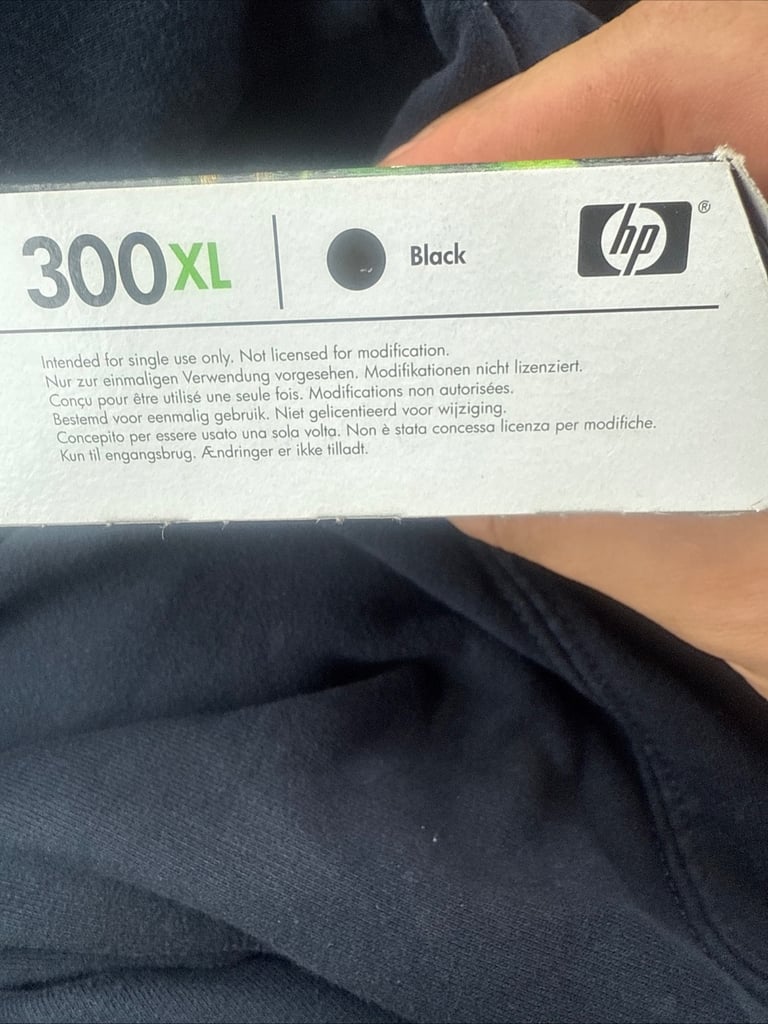 300XL Black hp®
Intended for single use only. Not licensed for modification.
Nur zur einmaligen Verwendung vorgesehen. Modifikationen nicht lizenziert.
Conçu pour être utilisé une seule fois. Modifications non autorisées.
Bestemd voor eenmalig gebruik. Niet gelicentieerd voor wijziging.
Concepito per essere usato una sola volta. Non è stata concessa licenza per modifiche.
Kun til engangsbrug. Ændringer er ikke tilladt.